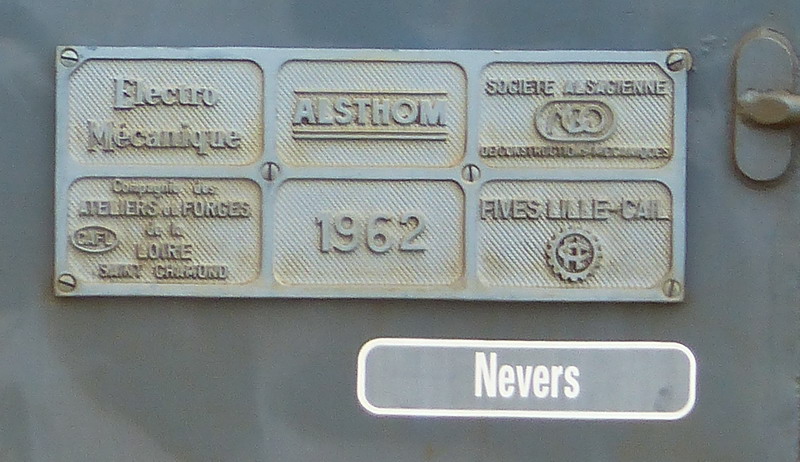 Electro
Mécanique
ALSTHOM
SOCIETE ALSACIENNE
DE CONSTRUCTIONS MECANIQUES
Compagnie des
ATELIERS et FORGES
de la
CAFL
LOIRE
SAINT CHAMOND
1962
FIVES LILLE-CAIL
Nevers